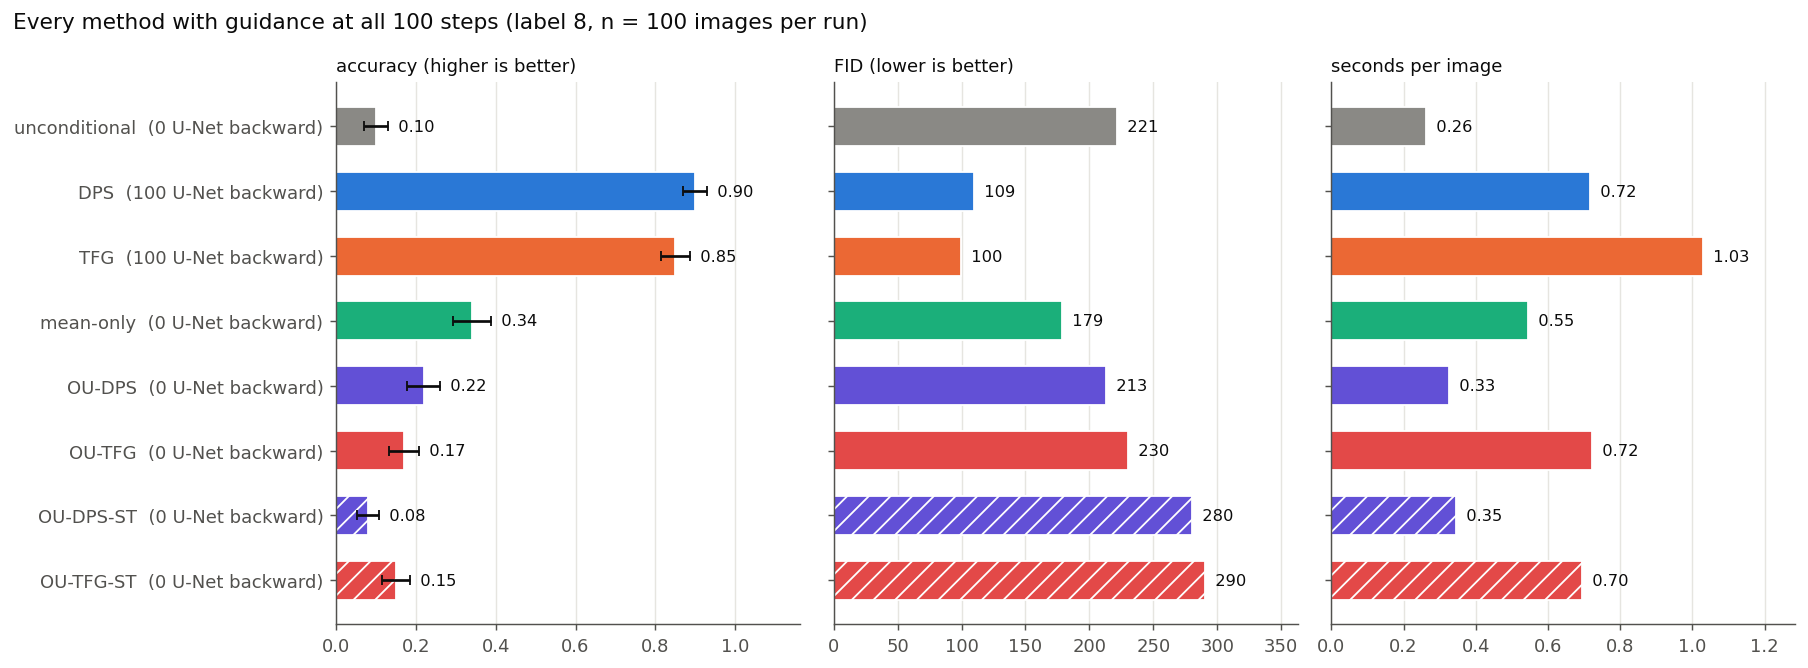 Every method with guidance at all 100 steps (label 8, n = 100 images per run)
accuracy (higher is better)
FID (lower is better)
seconds per image
unconditional (0 U-Net backward) 0.10 221 0.26
DPS (100 U-Net backward) 0.90 109 0.72
TFG (100 U-Net backward) 0.85 100 1.03
mean-only (0 U-Net backward) 0.34 179 0.55
OU-DPS (0 U-Net backward) 0.22 213 0.33
OU-TFG (0 U-Net backward) 0.17 230 0.72
OU-DPS-ST (0 U-Net backward) 0.08 280 0.35
OU-TFG-ST (0 U-Net backward) 0.15 290 0.70
0.0 0.2 0.4 0.6 0.8 1.0
0 50 100 150 200 250 300 350
0.0 0.2 0.4 0.6 0.8 1.0 1.2